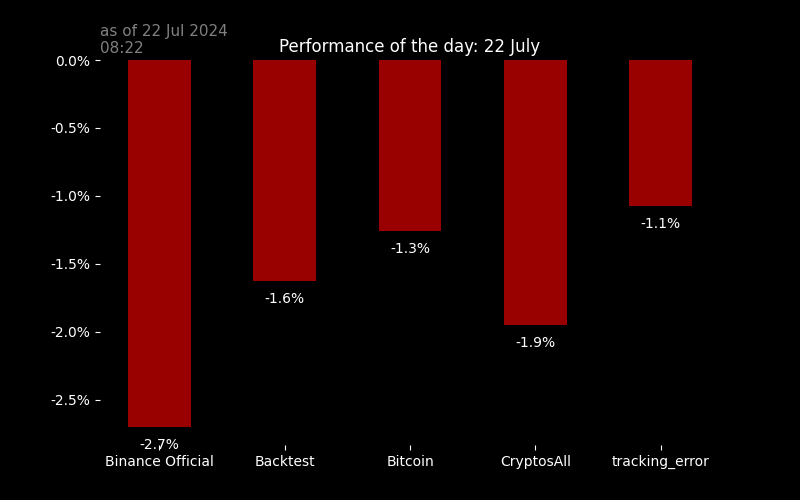 as of 22 Jul 2024
08:22
Performance of the day: 22 July
0.0%
-0.5%
-1.0%
-1.5%
-2.0%
-2.5%
-2.7%
-1.6%
-1.3%
-1.9%
-1.1%
Binance Official
Backtest
Bitcoin
CryptosAll
tracking_error